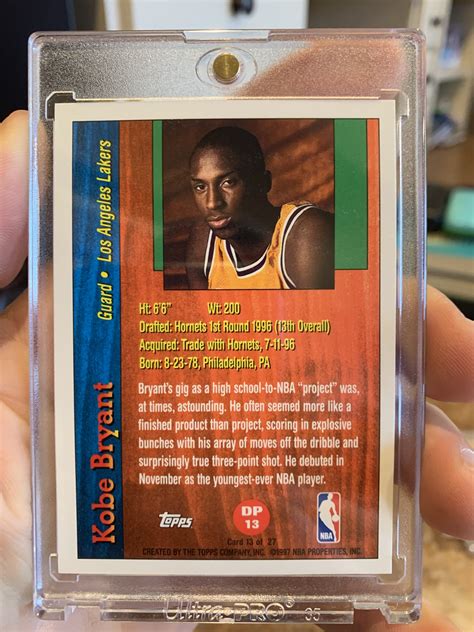 Guard • Los Angeles Lakers
Kobe Bryant
Ht: 6'6" Wt: 200
Drafted: Hornets 1st Round 1996 (13th Overall)
Acquired: Trade with Hornets, 7-11-96
Born: 8-23-78, Philadelphia, PA
Bryant's gig as a high school-to-NBA "project" was,
at times, astounding. He often seemed more like a
finished product than project, scoring in explosive
bunches with his array of moves off the dribble and
surprisingly true three-point shot. He debuted in
November as the youngest-ever NBA player.
Topps
DP
13
NBA
Card 13 of 27
CREATED BY THE TOPPS COMPANY, INC. ©1997 NBA PROPERTIES, INC.
Ultra•PRO® 35